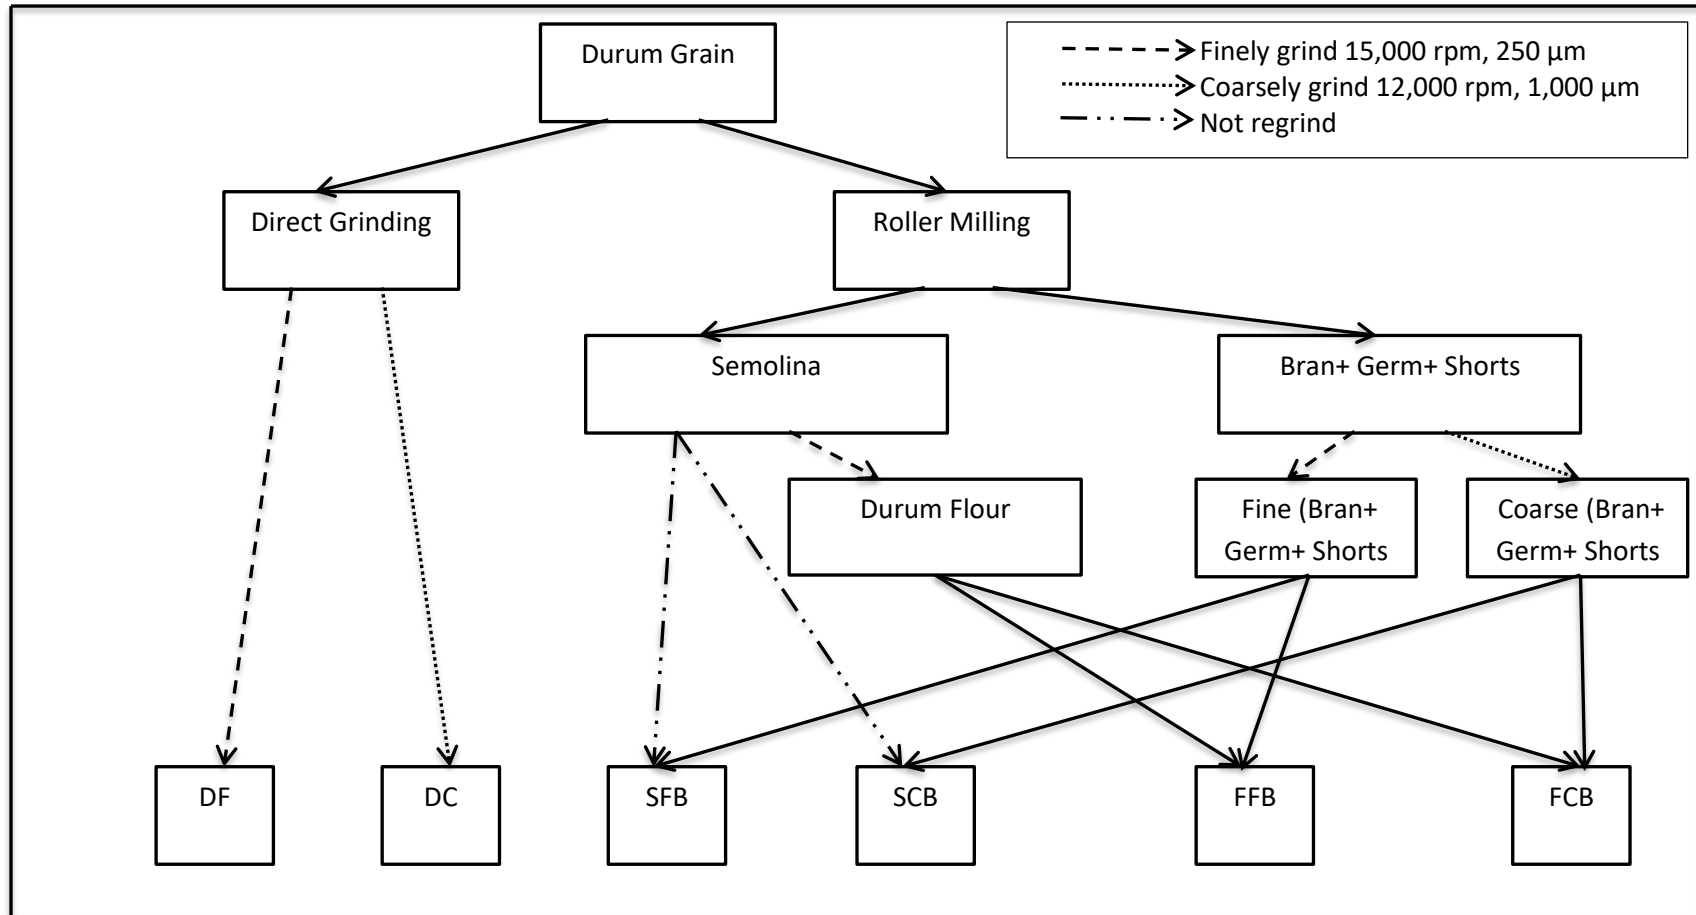 Durum Grain
Finely grind 15,000 rpm, 250 µm
Coarsely grind 12,000 rpm, 1,000 µm
Not regrind
Direct Grinding
Roller Milling
Semolina
Bran+ Germ+ Shorts
Durum Flour
Fine (Bran+
Germ+ Shorts
Coarse (Bran+
Germ+ Shorts
DF
DC
SFB
SCB
FFB
FCB